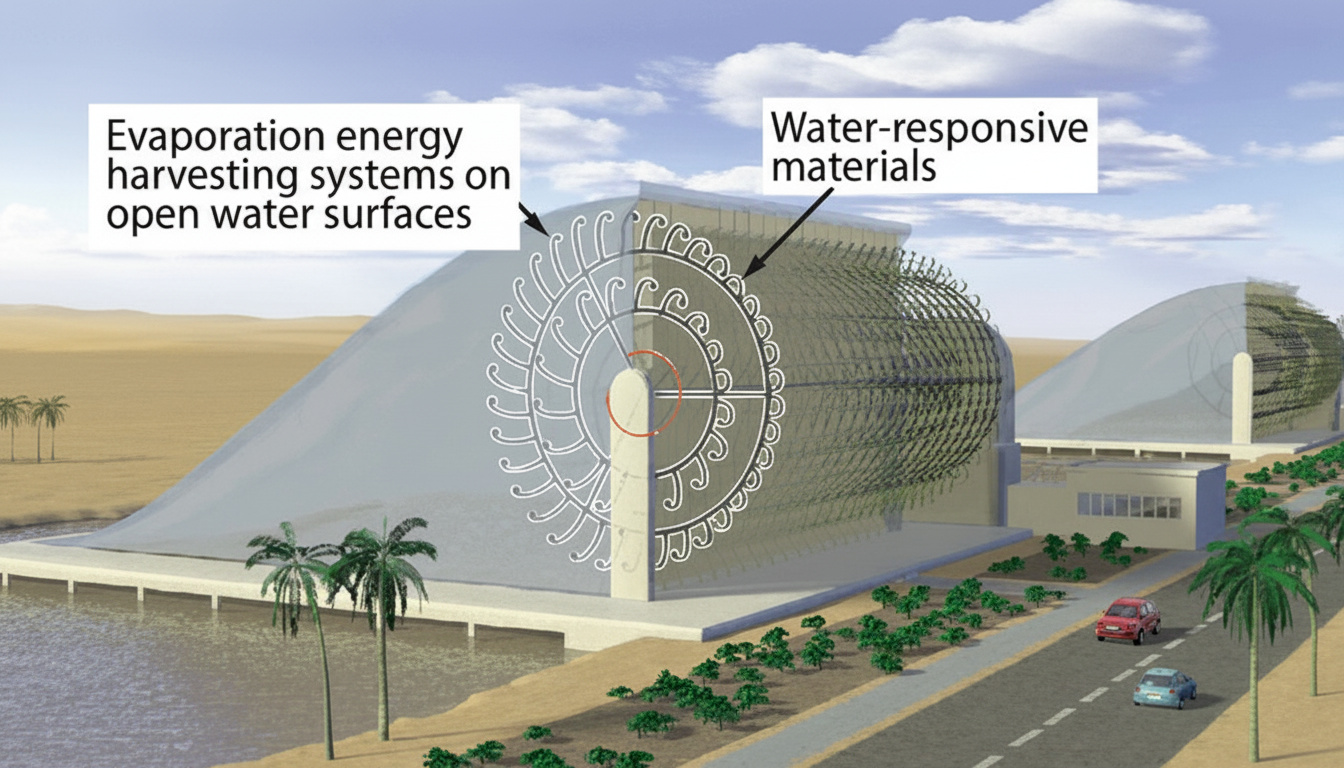 Evaporation energy
harvesting systems on
open water surfaces
Water-responsive
materials